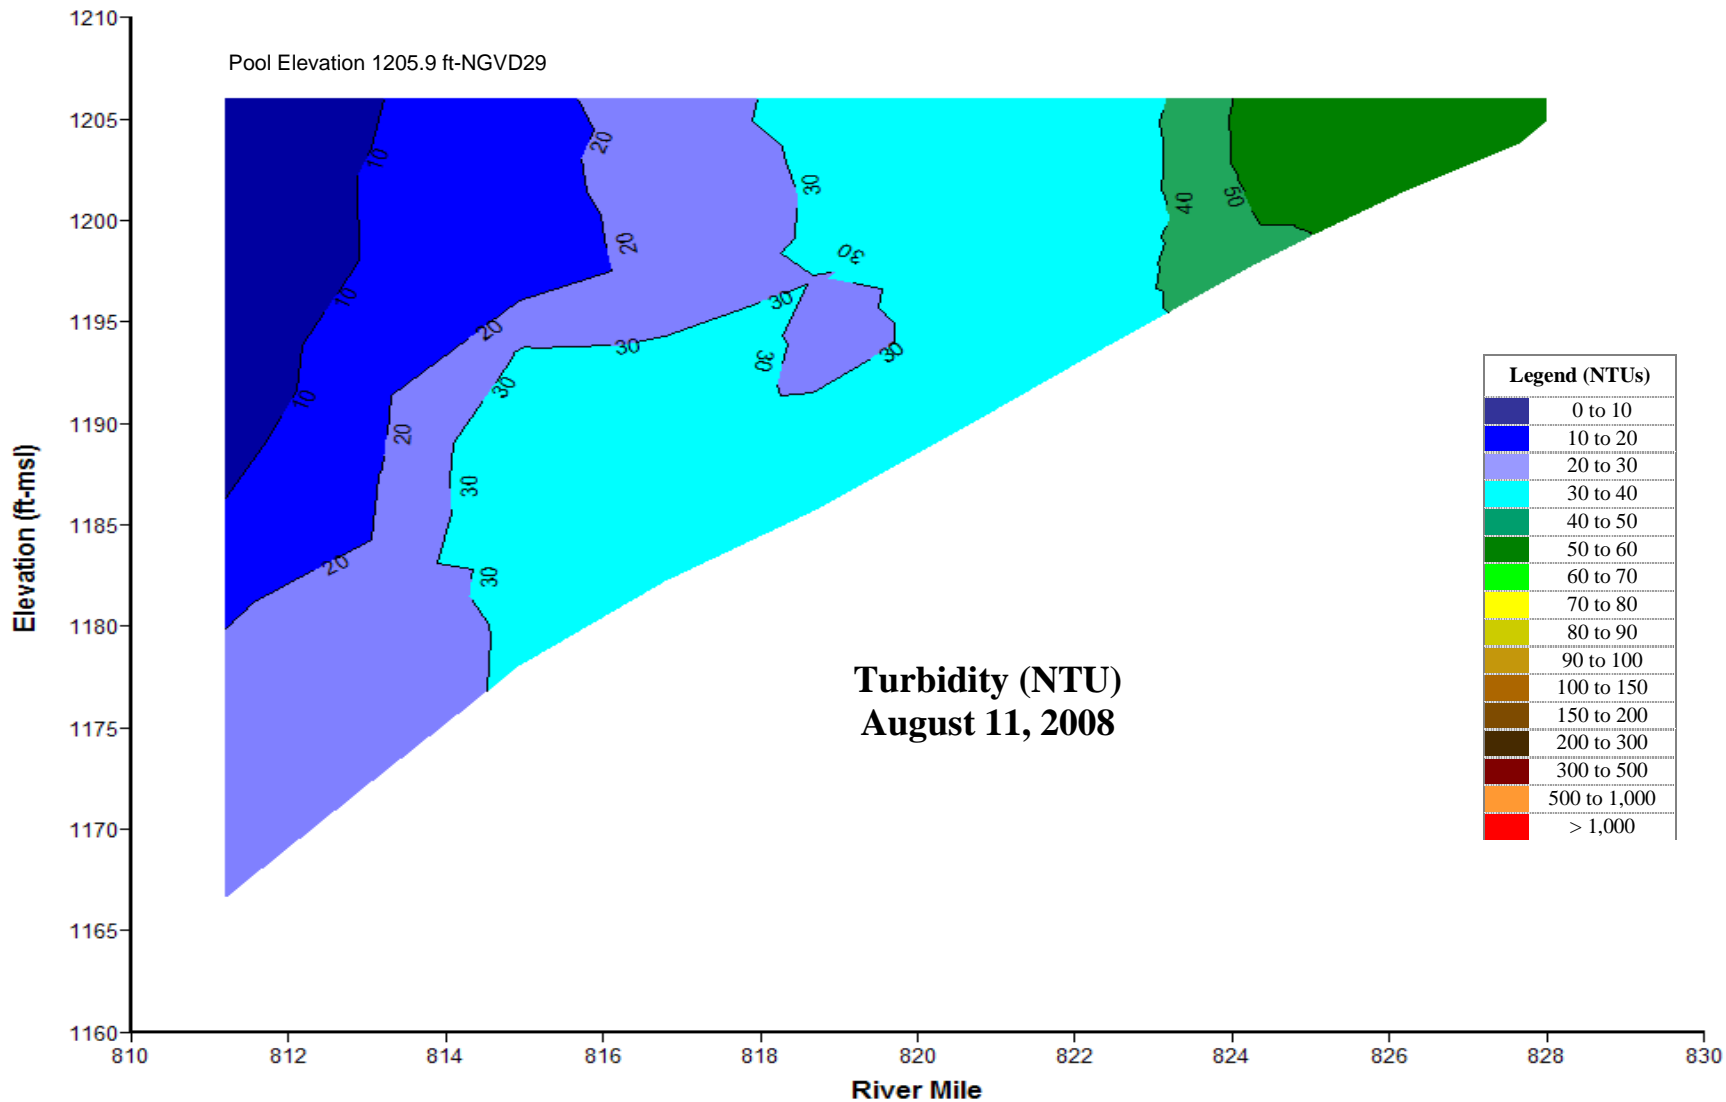 Pool Elevation 1205.9 ft-NGVD29
1210
1205
1200
1195
1190
1185
1180
1175
1170
1165
1160
Elevation (ft-msl)
810
812
814
816
818
820
822
824
826
828
830
River Mile
10
10
10
20
20
20
20
20
30
30
30
30
30
30
30
30
30
40
50
Turbidity (NTU)
August 11, 2008
Legend (NTUs)
0 to 10
10 to 20
20 to 30
30 to 40
40 to 50
50 to 60
60 to 70
70 to 80
80 to 90
90 to 100
100 to 150
150 to 200
200 to 300
300 to 500
500 to 1,000
> 1,000